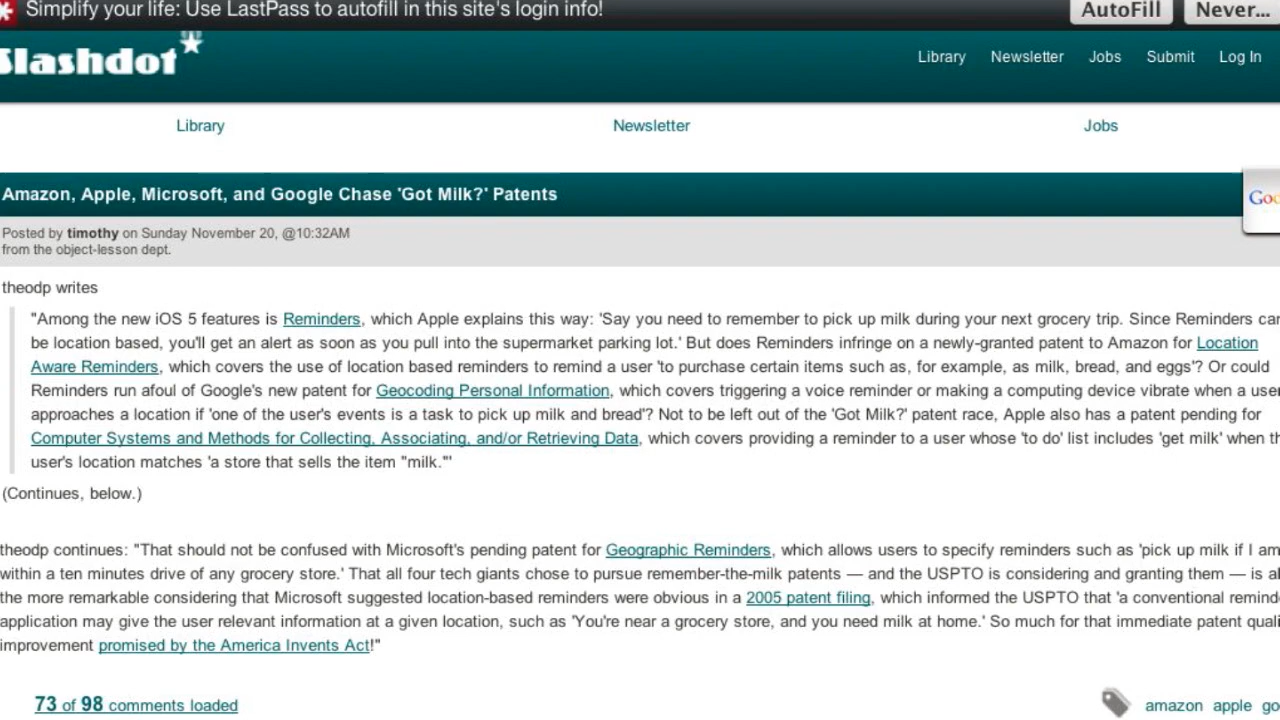 Simplify your life: Use LastPass to autofill in this site's login info! AutoFill Never...
Slashdot Library Newsletter Jobs Submit Log In
Library Newsletter Jobs
Amazon, Apple, Microsoft, and Google Chase 'Got Milk?' Patents
Posted by timothy on Sunday November 20, @10:32AM
from the object-lesson dept.
theodp writes
"Among the new iOS 5 features is Reminders, which Apple explains this way: 'Say you need to remember to pick up milk during your next grocery trip. Since Reminders can
be location based, you'll get an alert as soon as you pull into the supermarket parking lot.' But does Reminders infringe on a newly-granted patent to Amazon for Location
Aware Reminders, which covers the use of location based reminders to remind a user 'to purchase certain items such as, for example, as milk, bread, and eggs'? Or could
Reminders run afoul of Google's new patent for Geocoding Personal Information, which covers triggering a voice reminder or making a computing device vibrate when a user
approaches a location if 'one of the user's events is a task to pick up milk and bread'? Not to be left out of the 'Got Milk?' patent race, Apple also has a patent pending for
Computer Systems and Methods for Collecting, Associating, and/or Retrieving Data, which covers providing a reminder to a user whose 'to do' list includes 'get milk' when th
user's location matches 'a store that sells the item "milk."'
(Continues, below.)
theodp continues: "That should not be confused with Microsoft's pending patent for Geographic Reminders, which allows users to specify reminders such as 'pick up milk if I am
within a ten minutes drive of any grocery store.' That all four tech giants chose to pursue remember-the-milk patents — and the USPTO is considering and granting them — is al
the more remarkable considering that Microsoft suggested location-based reminders were obvious in a 2005 patent filing, which informed the USPTO that 'a conventional reminde
application may give the user relevant information at a given location, such as 'You're near a grocery store, and you need milk at home.' So much for that immediate patent quali
improvement promised by the America Invents Act!"
73 of 98 comments loaded amazon apple go